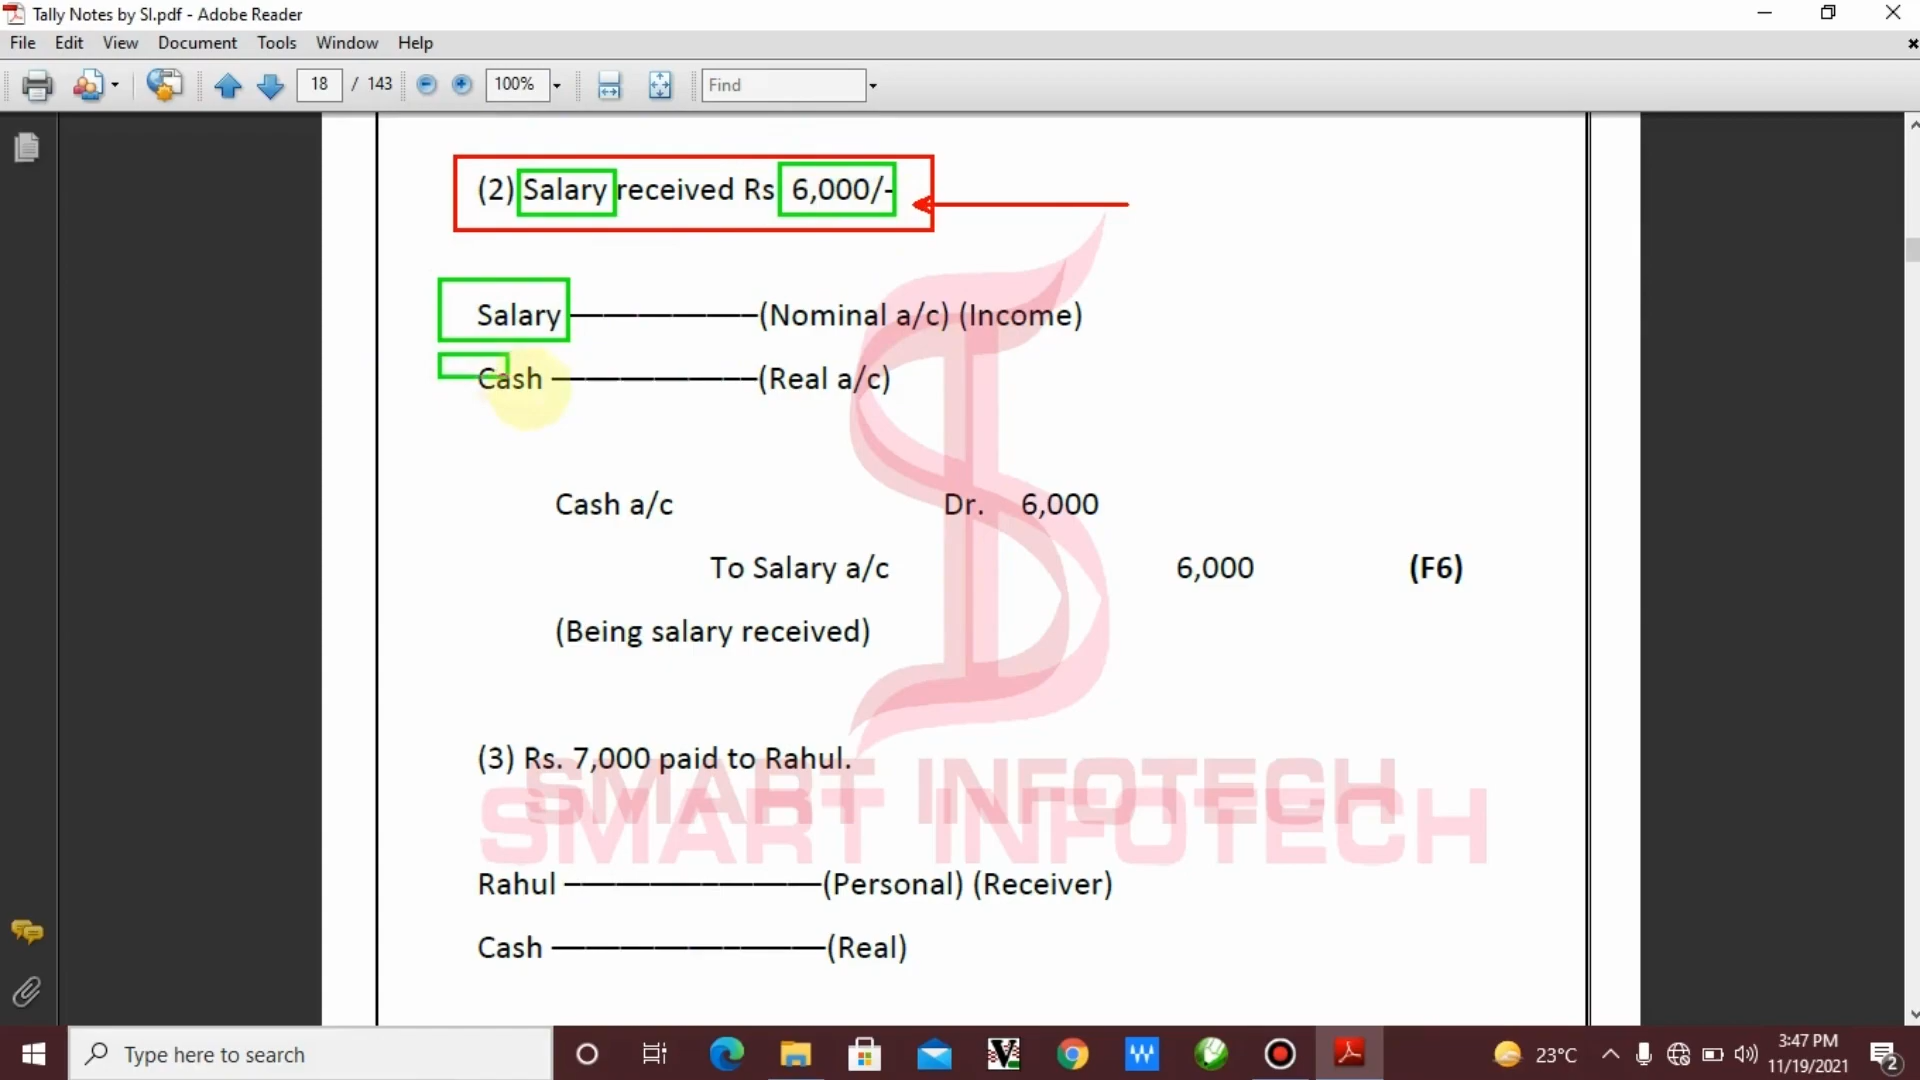 Tally Notes by SI.pdf - Adobe Reader
File Edit View Document Tools Window Help
18 / 143 100% Find
(2) Salary received Rs 6,000/-
Salary ——————(Nominal a/c) (Income)
Cash ——————(Real a/c)
Cash a/c Dr. 6,000
To Salary a/c 6,000 (F6)
(Being salary received)
(3) Rs. 7,000 paid to Rahul.
SMART INFOTECH
SMART INFOTECH
Rahul ————————(Personal) (Receiver)
Cash ————————(Real)
Type here to search
23°C
3:47 PM
11/19/2021
2